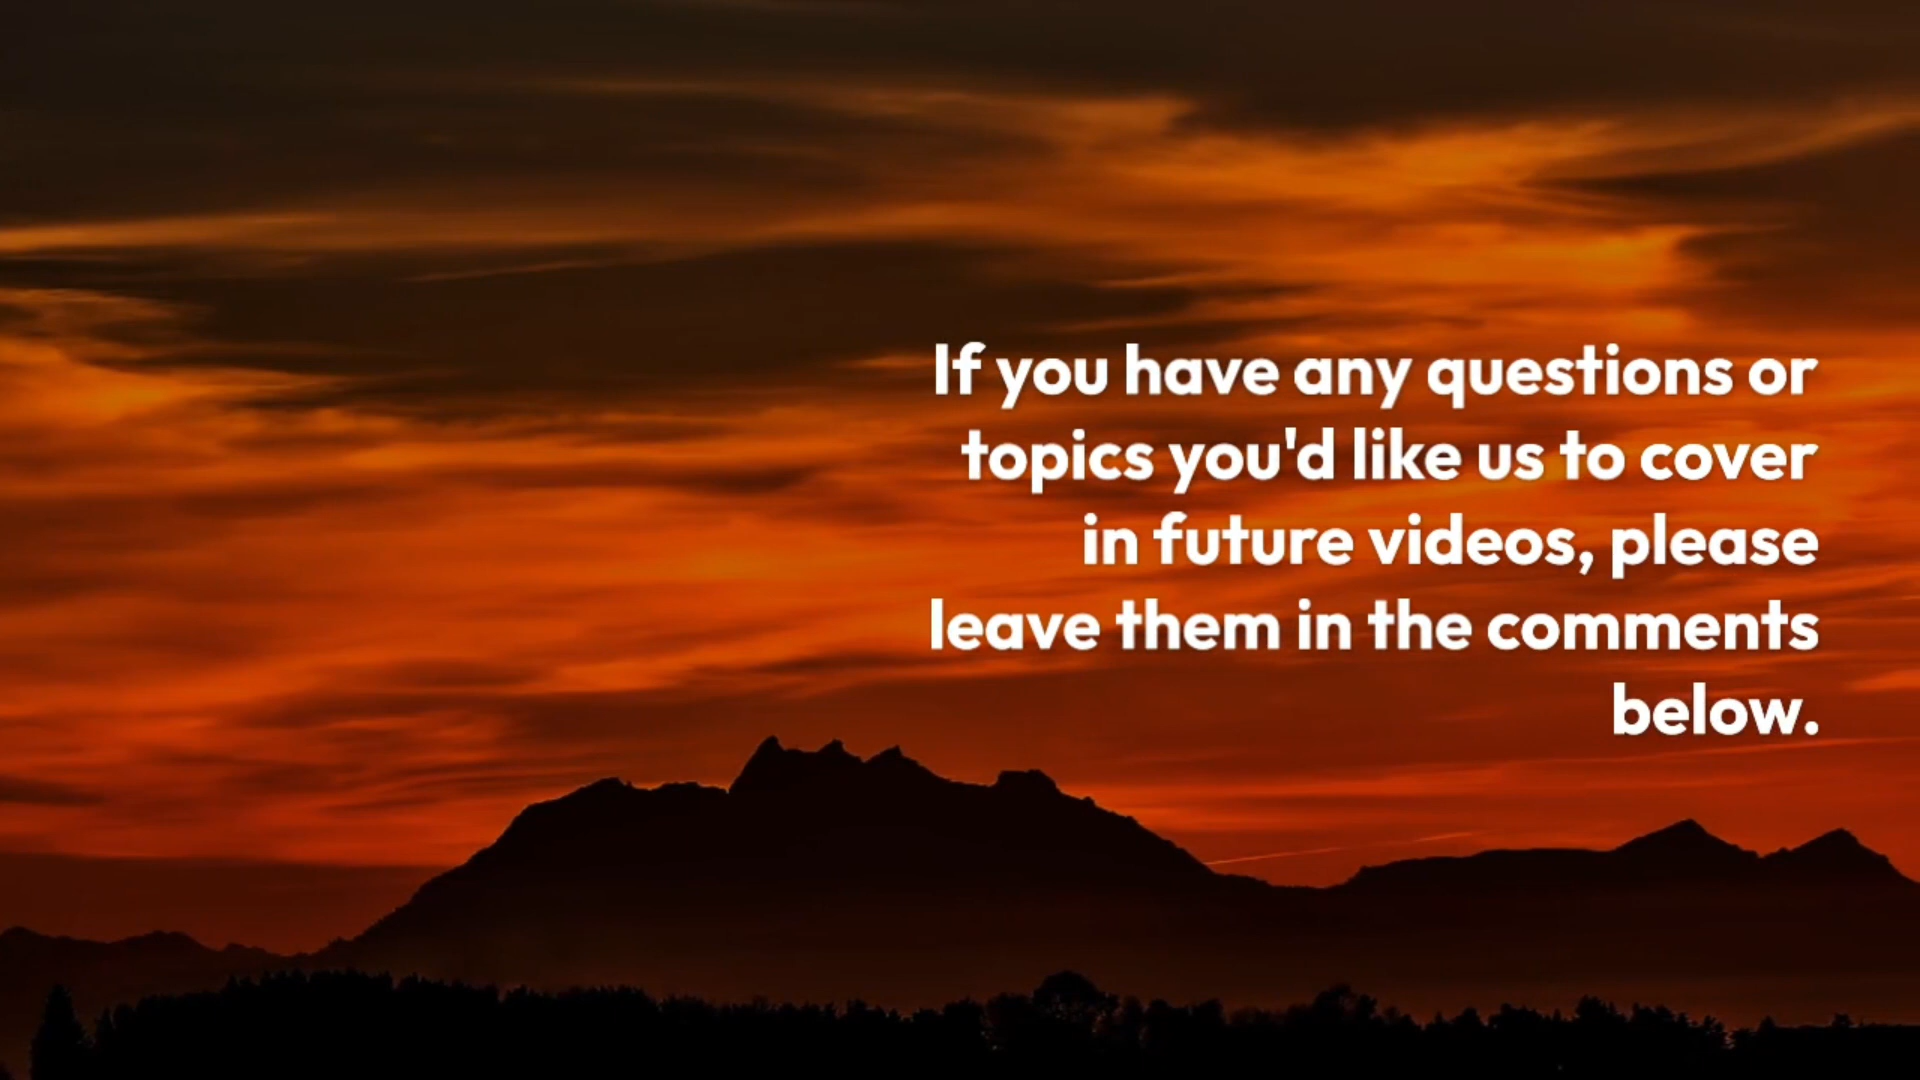 If you have any questions or
topics you'd like us to cover
in future videos, please
leave them in the comments
below.